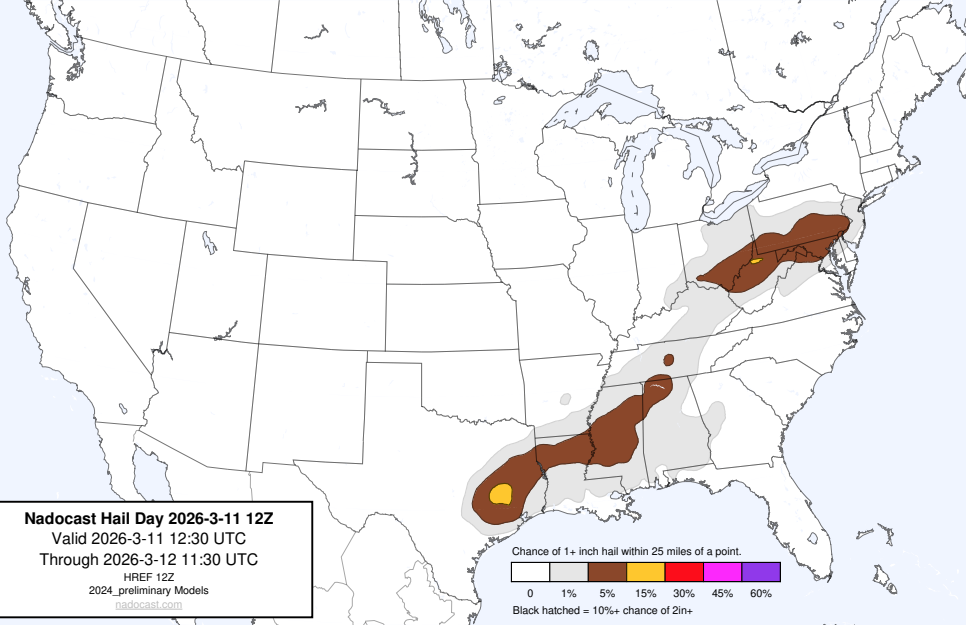 Nadocast Hail Day 2026-3-11 12Z
Valid 2026-3-11 12:30 UTC
Through 2026-3-12 11:30 UTC
HREF 12Z
2024_preliminary Models
nadocast.com
Chance of 1+ inch hail within 25 miles of a point.
0 1% 5% 15% 30% 45% 60%
Black hatched = 10%+ chance of 2in+